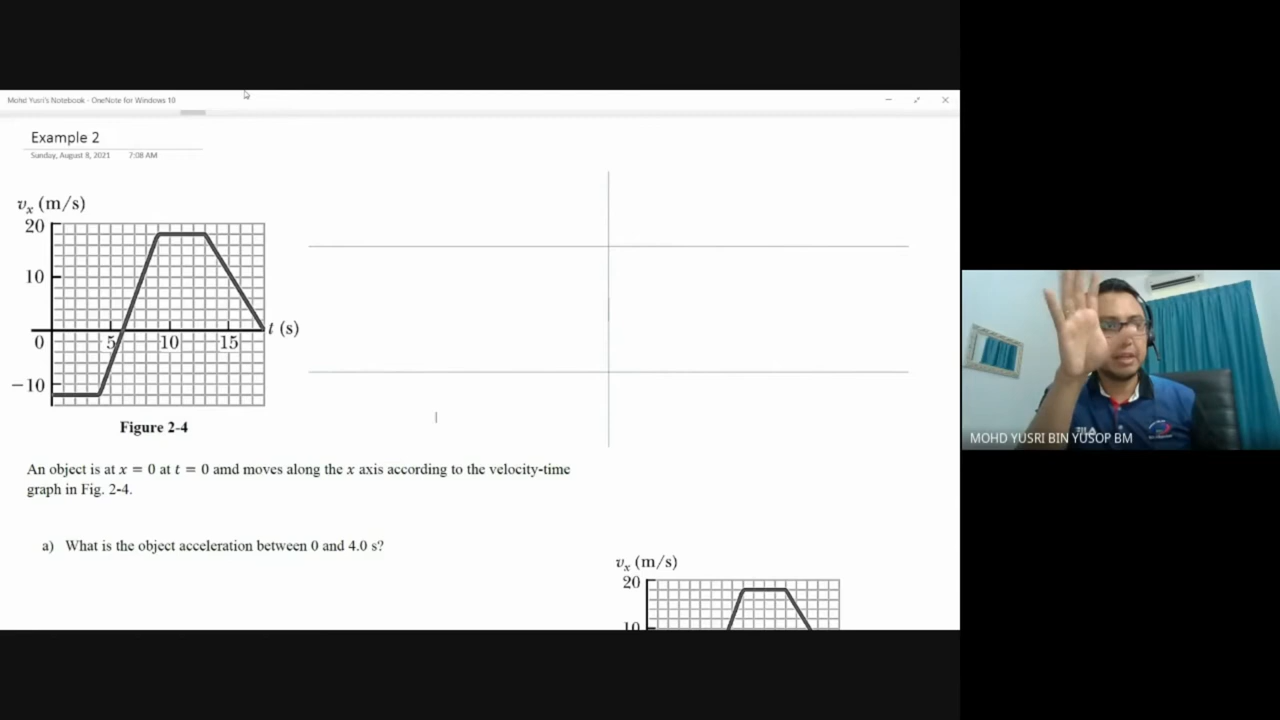 Mohd Yusri's Notebook - OneNote for Windows 10
Example 2
Sunday, August 8, 2021 7:08 AM
vₓ (m/s)
20
10
0
−10
5
10
15
t (s)
Figure 2-4
An object is at x = 0 at t = 0 amd moves along the x axis according to the velocity-time
graph in Fig. 2-4.
a) What is the object acceleration between 0 and 4.0 s?
vₓ (m/s)
20
10
MOHD YUSRI BIN YUSOP BM